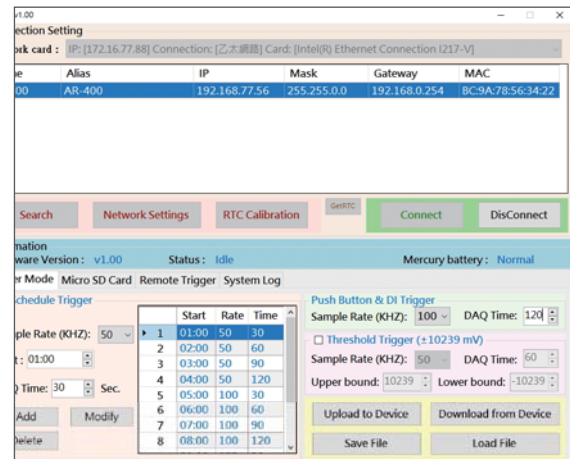 v1.00
ection Setting
ork card : IP: [172.16.77.88] Connection: [乙太網路] Card: [Intel(R) Ethernet Connection I217-V]
e Alias IP Mask Gateway MAC
00 AR-400 192.168.77.56 255.255.0.0 192.168.0.254 BC:9A:78:56:34:22
Search Network Settings RTC Calibration GetRTC Connect DisConnect
mation
ware Version : v1.00 Status : Idle Mercury battery : Normal
er Mode Micro SD Card Remote Trigger System Log
chedule Trigger
ple Rate (KHZ): 50
t : 01:00
Q Time: 30 Sec.
Add Modify
Delete
Start Rate Time
1 01:00 50 30
2 02:00 50 60
3 03:00 50 90
4 04:00 50 120
5 05:00 100 30
6 06:00 100 60
7 07:00 100 90
8 08:00 100 120
Push Button & DI Trigger
Sample Rate (KHZ): 100 DAQ Time: 120
Threshold Trigger (±10239 mV)
Sample Rate (KHZ): 50 DAQ Time: 60
Upper bound: 10239 Lower bound: -10239
Upload to Device Download from Device
Save File Load File